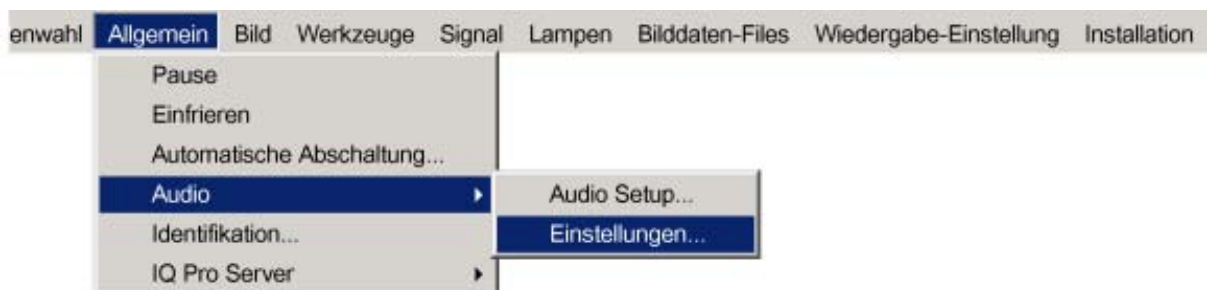 enwahl Allgemein Bild Werkzeuge Signal Lampen Bilddaten-Files Wiedergabe-Einstellung Installation
Pause
Einfrieren
Automatische Abschaltung...
Audio
Audio Setup...
Einstellungen...
Identifikation...
IQ Pro Server